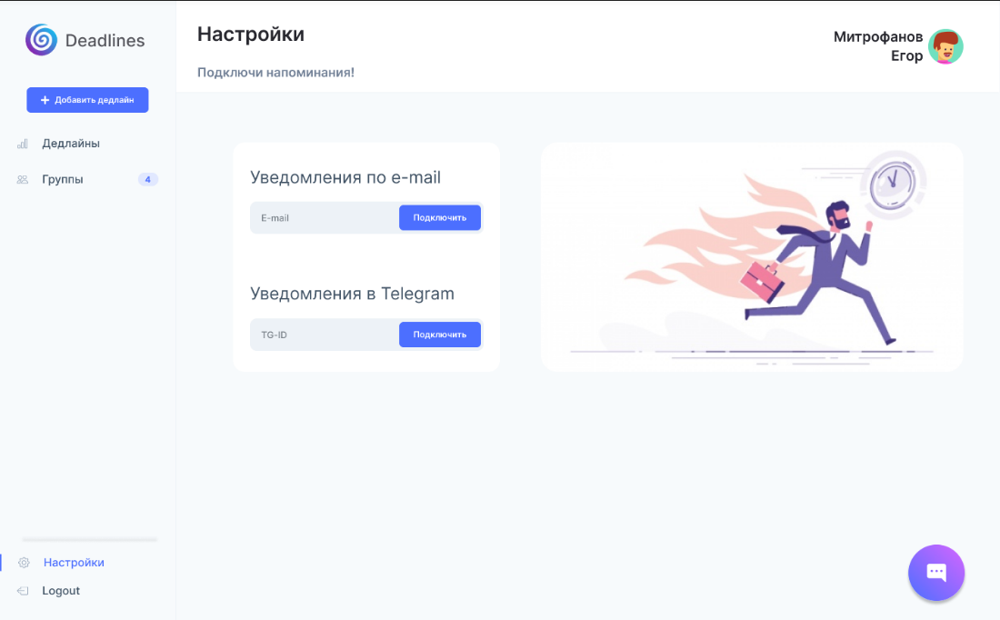 Deadlines
Добавить дедлайн
Дедлайны
Группы
4
Настройки
Logout
Настройки
Подключи напоминания!
Митрофанов
Егор
Уведомления по e-mail
E-mail
Подключить
Уведомления в Telegram
TG-ID
Подключить